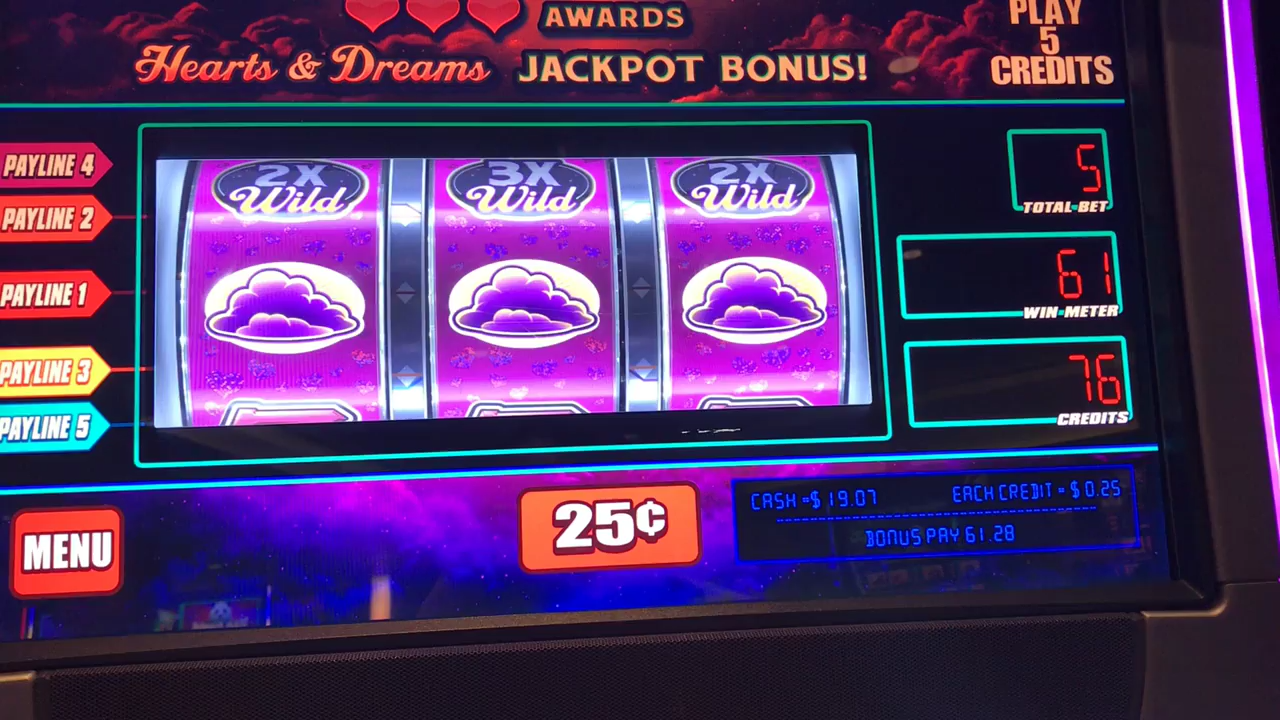 AWARDS
Hearts & Dreams JACKPOT BONUS!
PLAY
5
CREDITS
PAYLINE 4
PAYLINE 2
PAYLINE 1
PAYLINE 3
PAYLINE 5
2X
Wild
3X
Wild
2X
Wild
5
TOTAL BET
61
WIN METER
76
CREDITS
MENU
25¢
CASH =$19.07 EACH CREDIT = $0.25
BONUS PAY 61.28